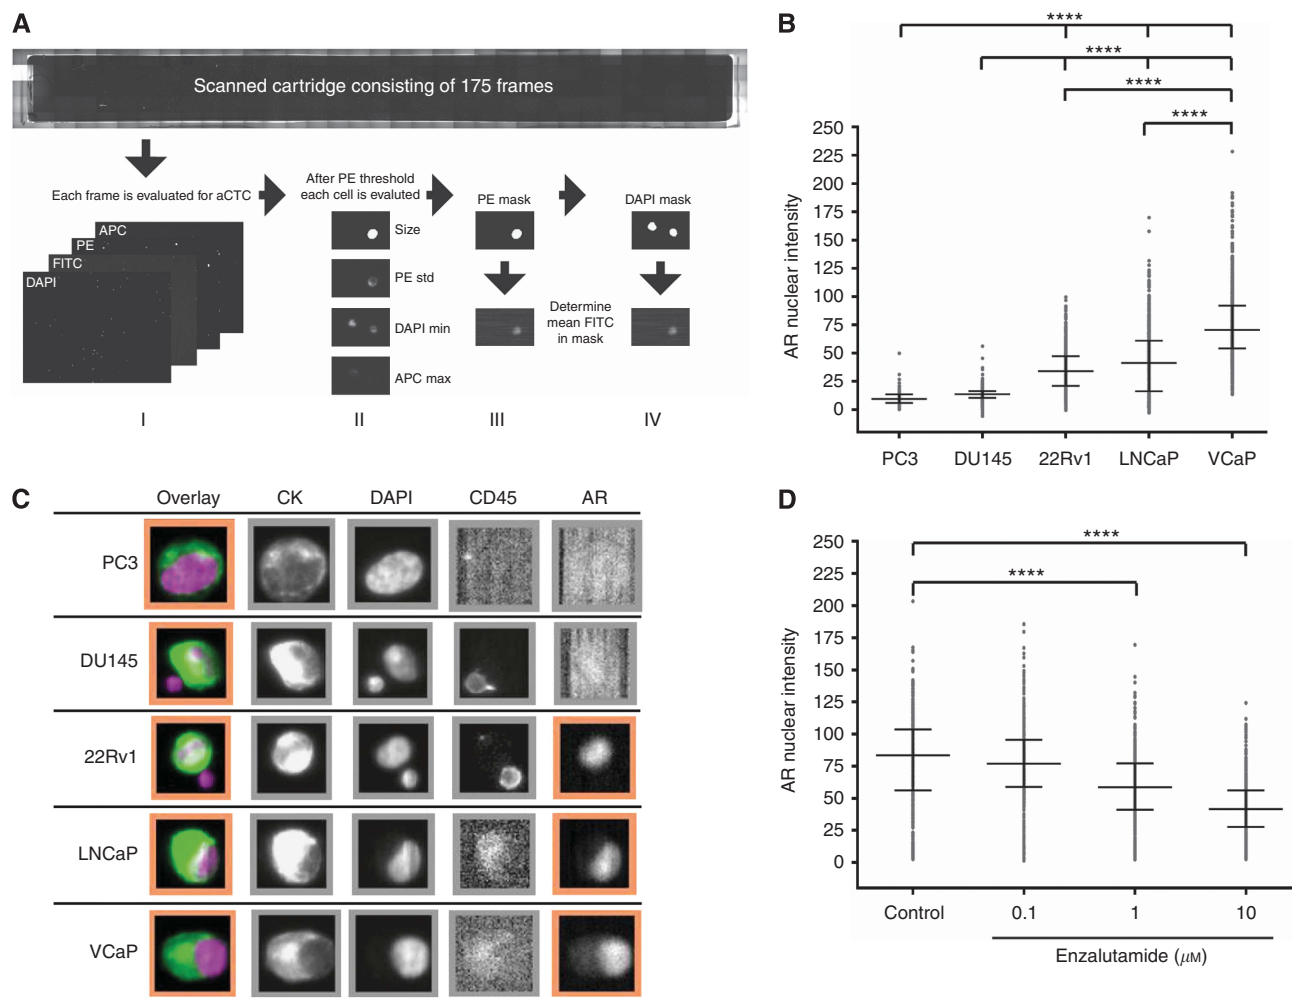 A
Scanned cartridge consisting of 175 frames
Each frame is evaluated for aCTC
After PE threshold
each cell is evaluted
PE mask
DAPI mask
APC
PE
FITC
DAPI
Size
PE std
DAPI min
APC max
Determine
mean FITC
in mask
I
II
III
IV
B
****
****
****
****
AR nuclear intensity
250
225
200
175
150
125
100
75
50
25
0
PC3
DU145
22Rv1
LNCaP
VCaP
C
Overlay
CK
DAPI
CD45
AR
PC3
DU145
22Rv1
LNCaP
VCaP
D
****
****
AR nuclear intensity
250
225
200
175
150
125
100
75
50
25
0
Control
0.1
1
10
Enzalutamide (μM)